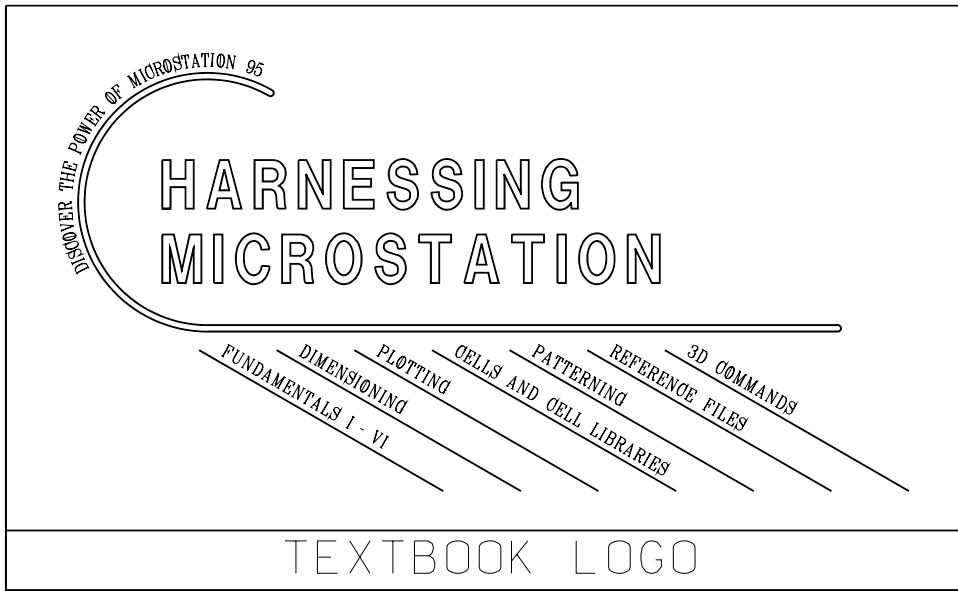 DISCOVER THE POWER OF MICROSTATION 95
HARNESSING
MICROSTATION
FUNDAMENTALS I - VI
DIMENSIONING
PLOTTING
CELLS AND CELL LIBRARIES
PATTERNING
REFERENCE FILES
3D COMMANDS
TEXTBOOK LOGO